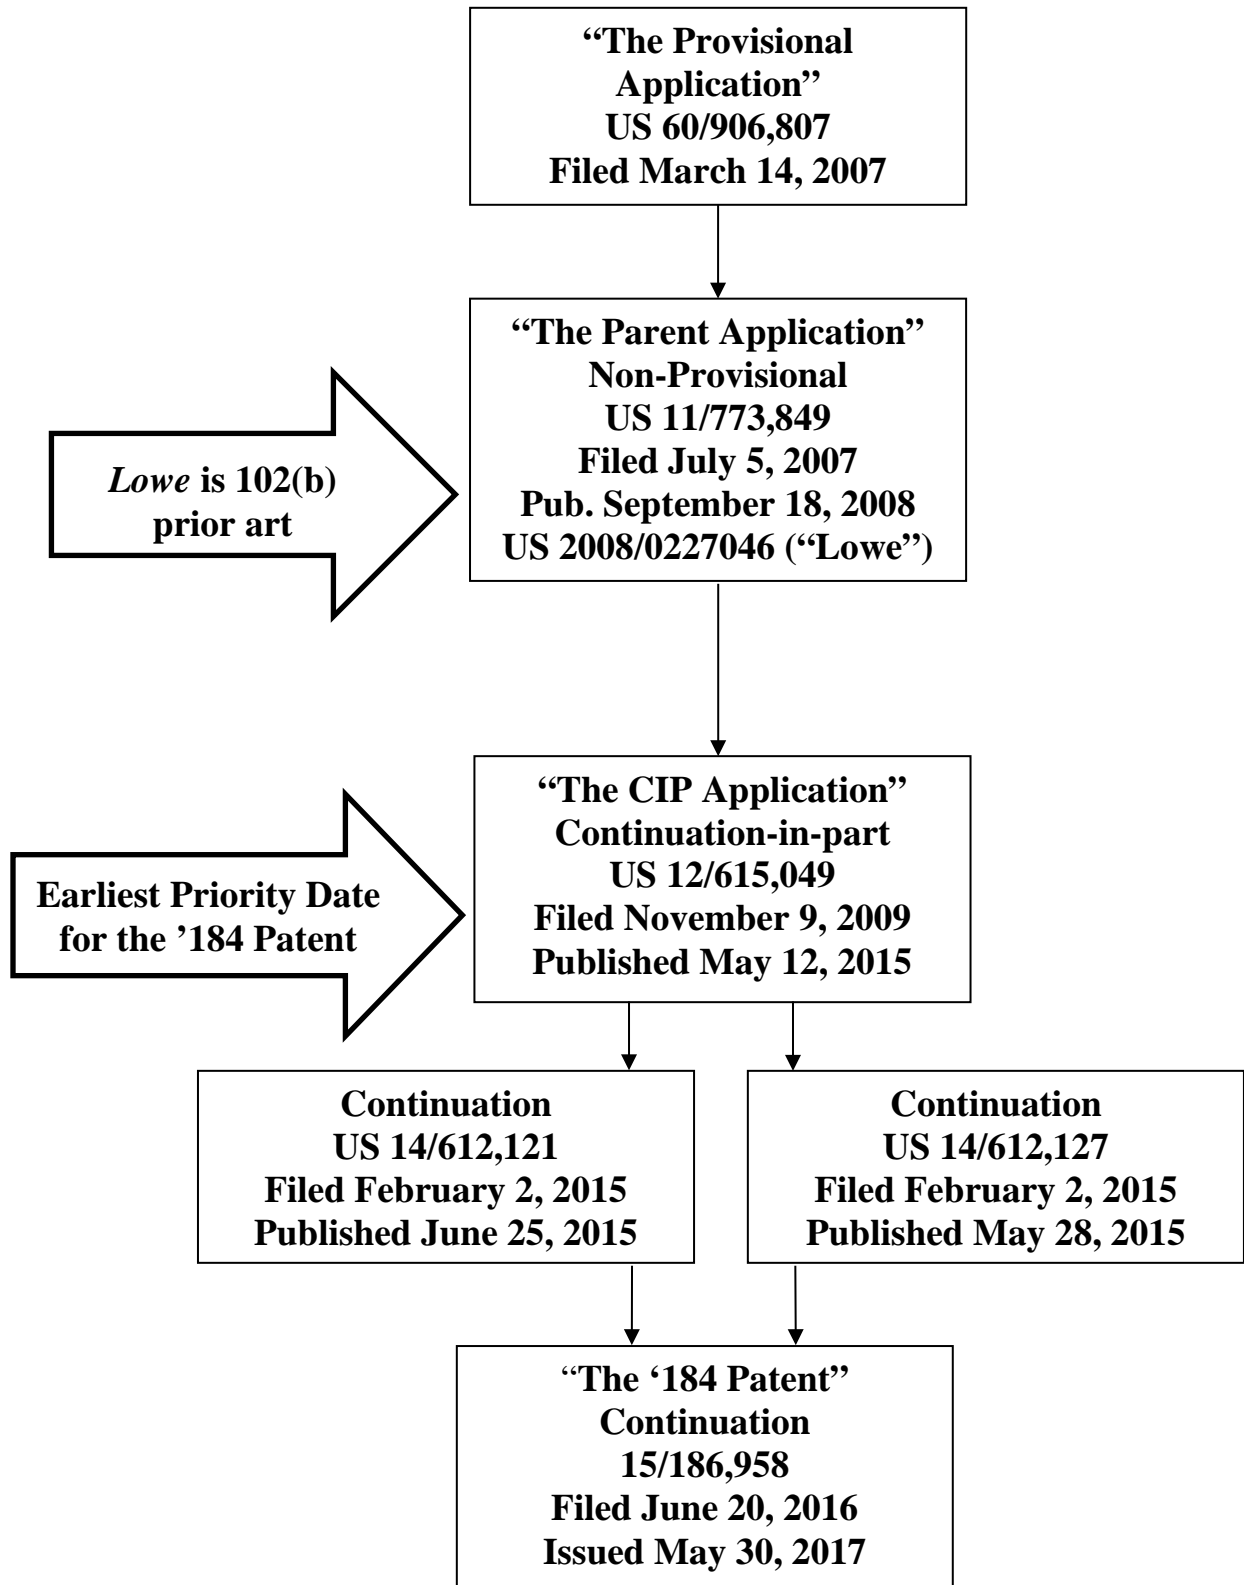 “The Provisional
Application”
US 60/906,807
Filed March 14, 2007
“The Parent Application”
Non-Provisional
US 11/773,849
Filed July 5, 2007
Pub. September 18, 2008
US 2008/0227046 (“Lowe”)
Lowe is 102(b)
prior art
“The CIP Application”
Continuation-in-part
US 12/615,049
Filed November 9, 2009
Published May 12, 2015
Earliest Priority Date
for the ’184 Patent
Continuation
US 14/612,121
Filed February 2, 2015
Published June 25, 2015
Continuation
US 14/612,127
Filed February 2, 2015
Published May 28, 2015
“The ‘184 Patent”
Continuation
15/186,958
Filed June 20, 2016
Issued May 30, 2017